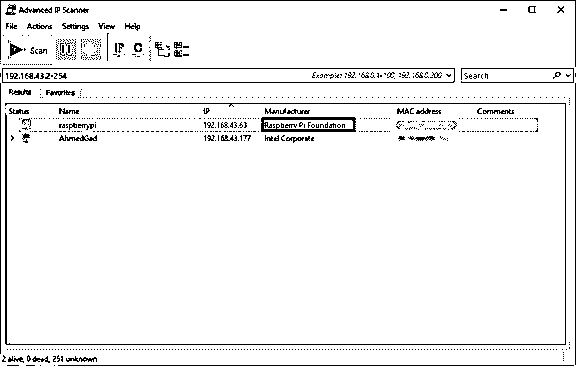 Advanced IP Scanner
File Actions Settings View Help
Scan IP C
192.168.43.2-254 Example: 192.168.0.1-100, 192.168.0.200 Search
Results Favorites
Status Name IP Manufacturer MAC address Comments
raspberrypi 192.168.43.63 Raspberry Pi Foundation
AhmedGad 192.168.43.177 Intel Corporate
2 alive, 0 dead, 251 unknown